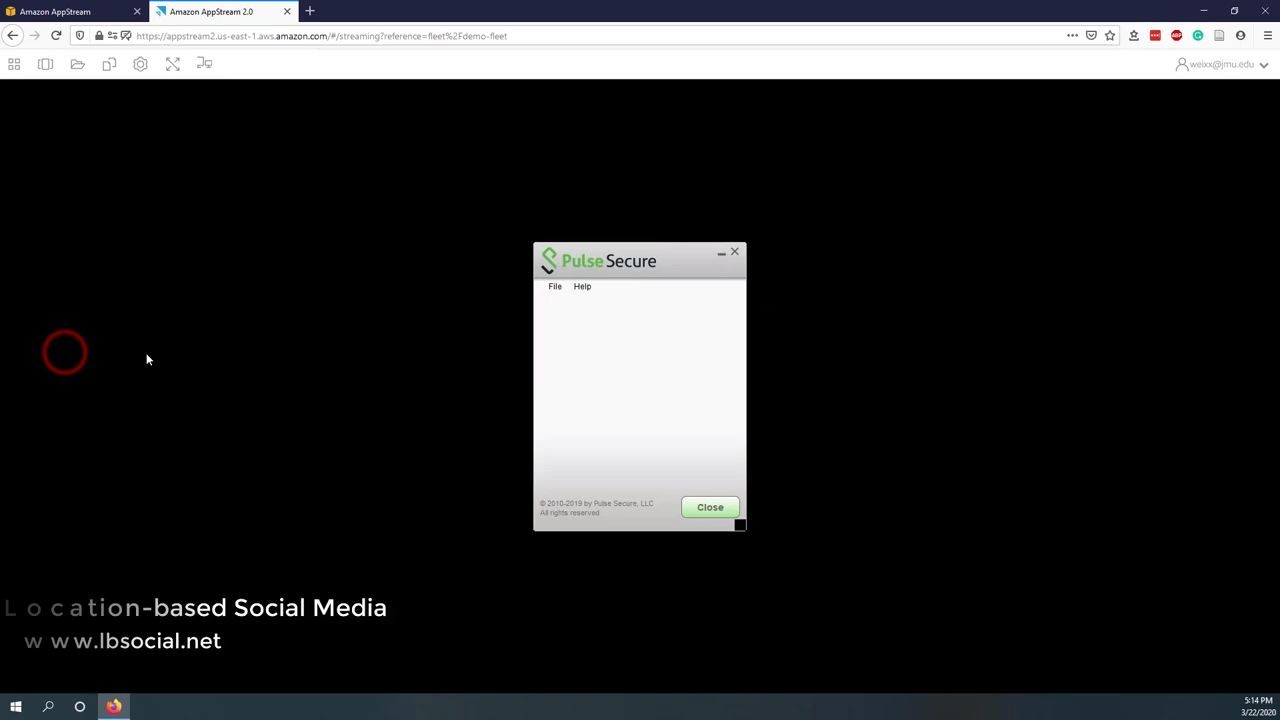 Amazon AppStream
Amazon AppStream 2.0
https://appstream2.us-east-1.aws.amazon.com/#/streaming?reference=fleet%2Fdemo-fleet
ABP
weixx@jmu.edu
Pulse Secure
File Help
© 2010-2019 by Pulse Secure, LLC
All rights reserved
Close
Location-based Social Media
www.lbsocial.net
5:14 PM
3/22/2020